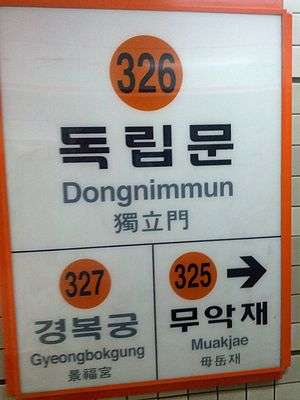 326
독립문
Dongnimmun
獨立門
327
경복궁
Gyeongbokgung
景福宮
325
무악재
Muakjae
毋岳재